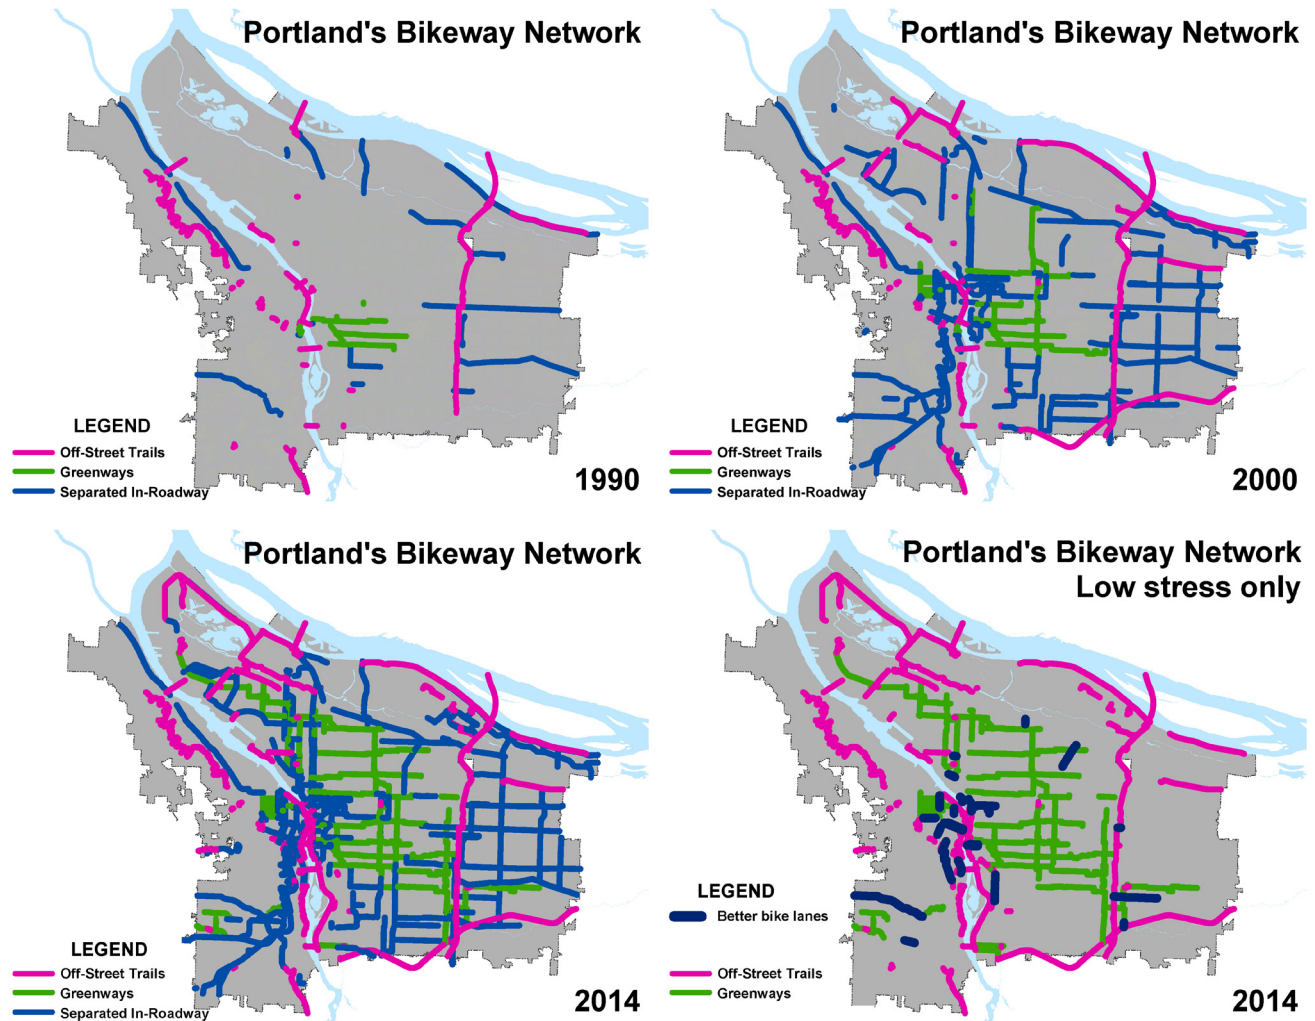 Portland's Bikeway Network
LEGEND
Off-Street Trails
Greenways
Separated In-Roadway
1990
Portland's Bikeway Network
LEGEND
Off-Street Trails
Greenways
Separated In-Roadway
2000
Portland's Bikeway Network
LEGEND
Off-Street Trails
Greenways
Separated In-Roadway
2014
Portland's Bikeway Network
Low stress only
LEGEND
Better bike lanes
Off-Street Trails
Greenways
2014